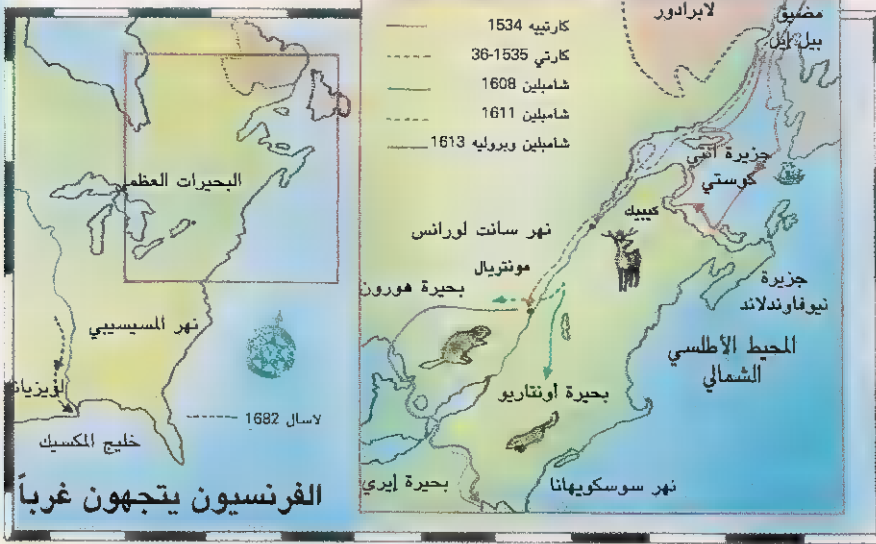 كارتييه 1534
كارتي 1535-36
شامبلين 1608
شامبلين 1611
شامبلين وبروليه 1613
لابرادور
مضيق
بيل إيل
جزيرة أنتي
كوستي
كيبيك
نهر سانت لورانس
مونتريال
بحيرة هورون
جزيرة
نيوفاوندلاند
المحيط الأطلسي
الشمالي
بحيرة أونتاريو
بحيرة إيري
نهر سوسكويهانا
البحيرات العظمى
نهر المسيسيبي
لويزيانا
لاسال 1682
خليج المكسيك
الفرنسيون يتجهون غرباً